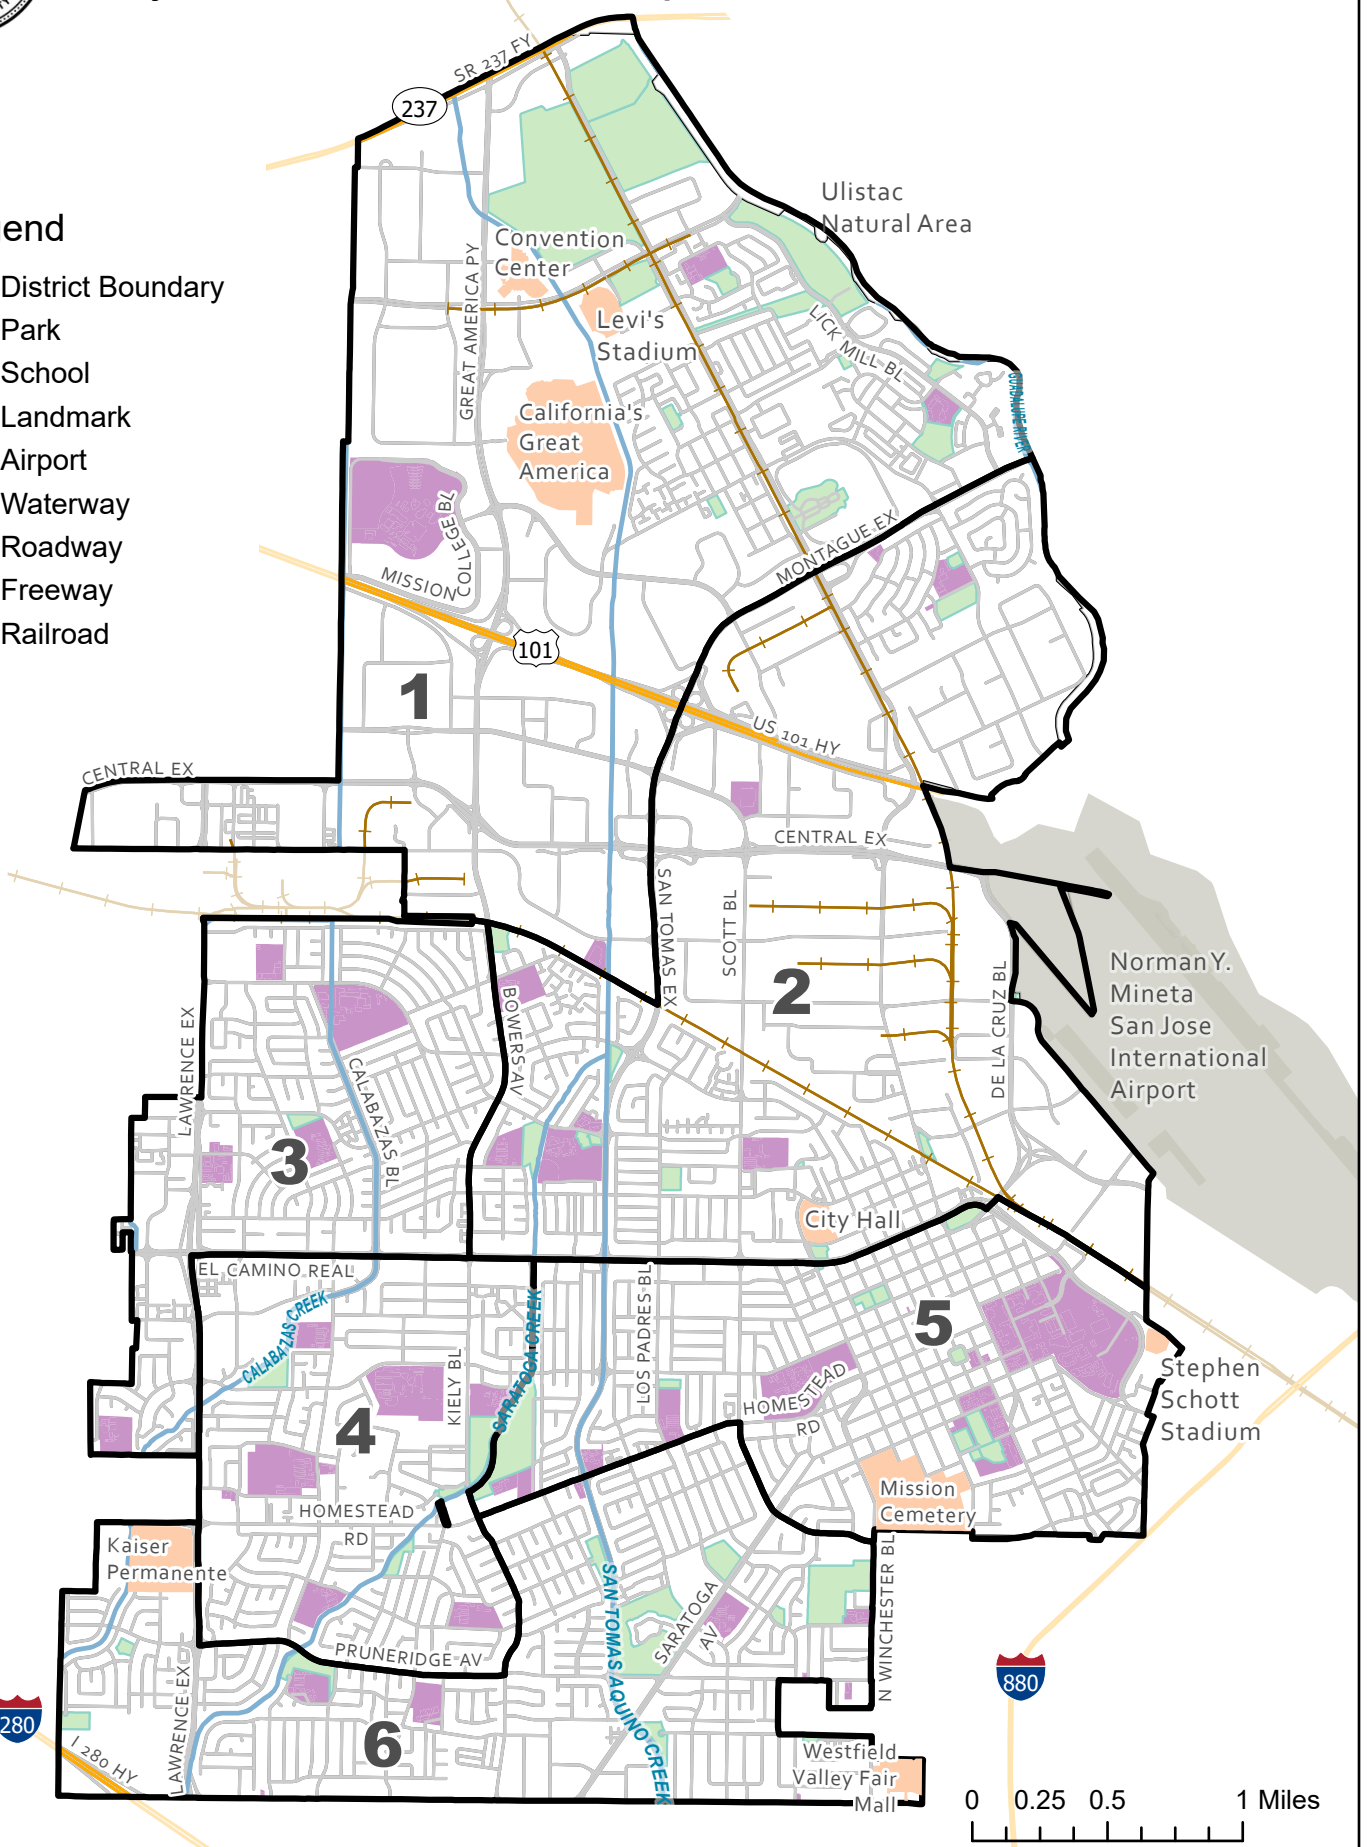 SR 237 FY
237
Ulistac
Natural Area
end
District Boundary
Park
School
Landmark
Airport
Waterway
Roadway
Freeway
Railroad
Convention
Center
GREAT AMERICA PY
Levi's
Stadium
LICK MILL BL
GUADALUPE RIVER
California's
Great
America
MISSION
COLLEGE BL
MONTAGUE EX
101
1
US 101 HY
CENTRAL EX
CENTRAL EX
SAN TOMAS EX
SCOTT BL
2
DE LA CRUZ BL
Norman Y.
Mineta
San Jose
International
Airport
LAWRENCE EX
BOWERS AV
CALABAZAS BL
3
City Hall
EL CAMINO REAL
CALABAZAS CREEK
SARATOGA CREEK
LOS PADRES BL
KIELY BL
5
Stephen
Schott
Stadium
HOMESTEAD
RD
4
Mission
Cemetery
HOMESTEAD
RD
Kaiser
Permanente
SAN TOMAS AQUINO CREEK
SARATOGA
AV
N WINCHESTER BL
PRUNERIDGE AV
880
280
I 280 HY
LAWRENCE EX
6
Westfield
Valley Fair
Mall
0 0.25 0.5 1 Miles